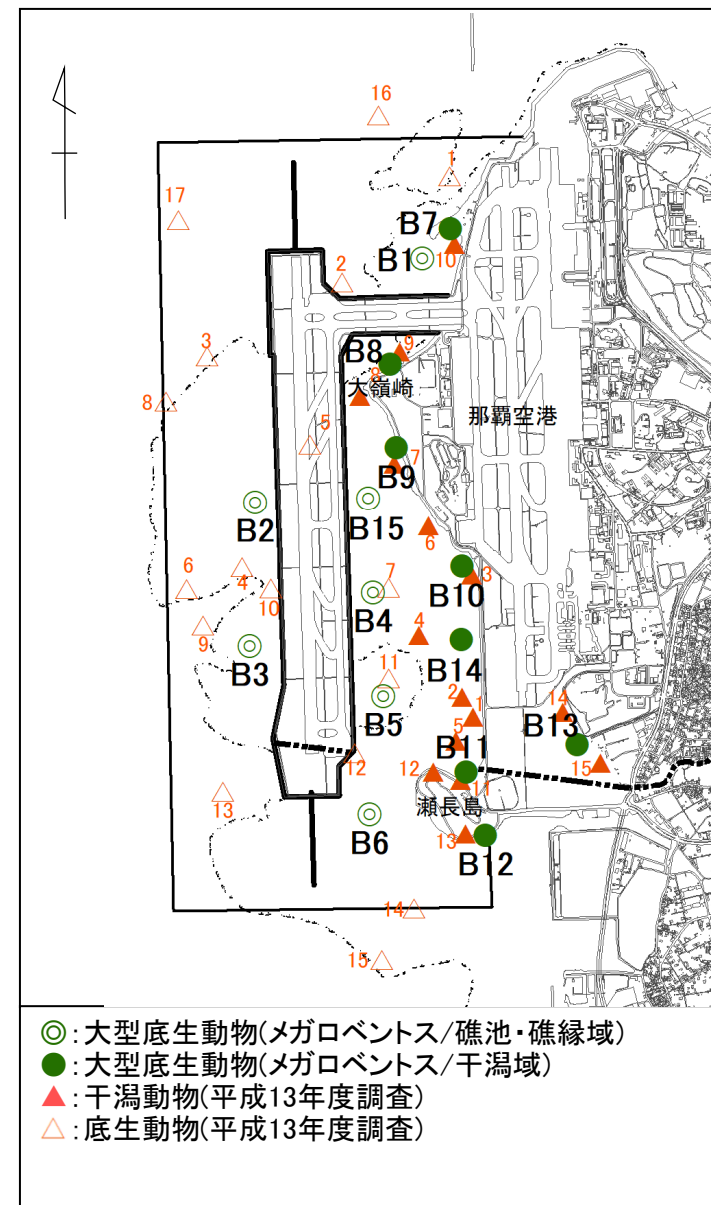 16
1
17
B7
10
B1
2
9
3
B8
8
大嶺崎
8
那覇空港
5
7
B9
B2
B15
6
4
6
10
7
3
B10
B4
4
9
B3
B14
11
2
14
1
B13
B5
5
B11
12
15
12
11
13
瀬長島
B6
13
B12
14
15
◎:大型底生動物(メガロベントス/礁池・礁縁域)
●:大型底生動物(メガロベントス/干潟域)
▲:干潟動物(平成13年度調査)
△:底生動物(平成13年度調査)